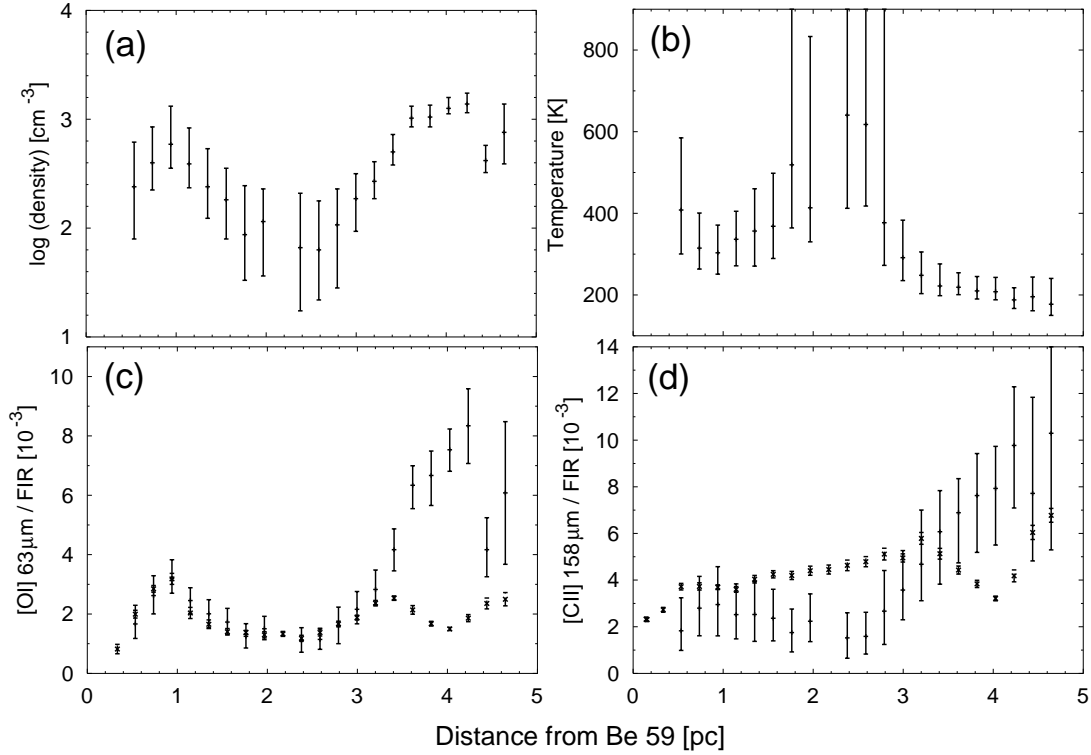 (a)
log (density) [cm⁻³]
4
3
2
1
(b)
Temperature [K]
800
600
400
200
(c)
[OI] 63μm / FIR [10⁻³]
10
8
6
4
2
0
0 1 2 3 4 5
(d)
[CII] 158μm / FIR [10⁻³]
14
12
10
8
6
4
2
0
0 1 2 3 4 5
Distance from Be 59 [pc]